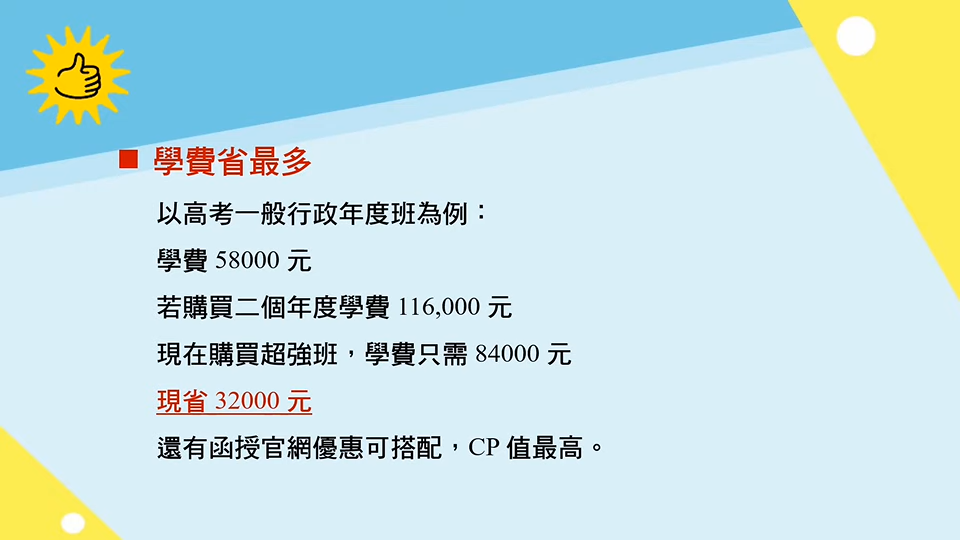 學費省最多
以高考一般行政年度班為例：
學費 58000 元
若購買二個年度學費 116,000 元
現在購買超強班，學費只需 84000 元
現省 32000 元
還有函授官網優惠可搭配，CP 值最高。